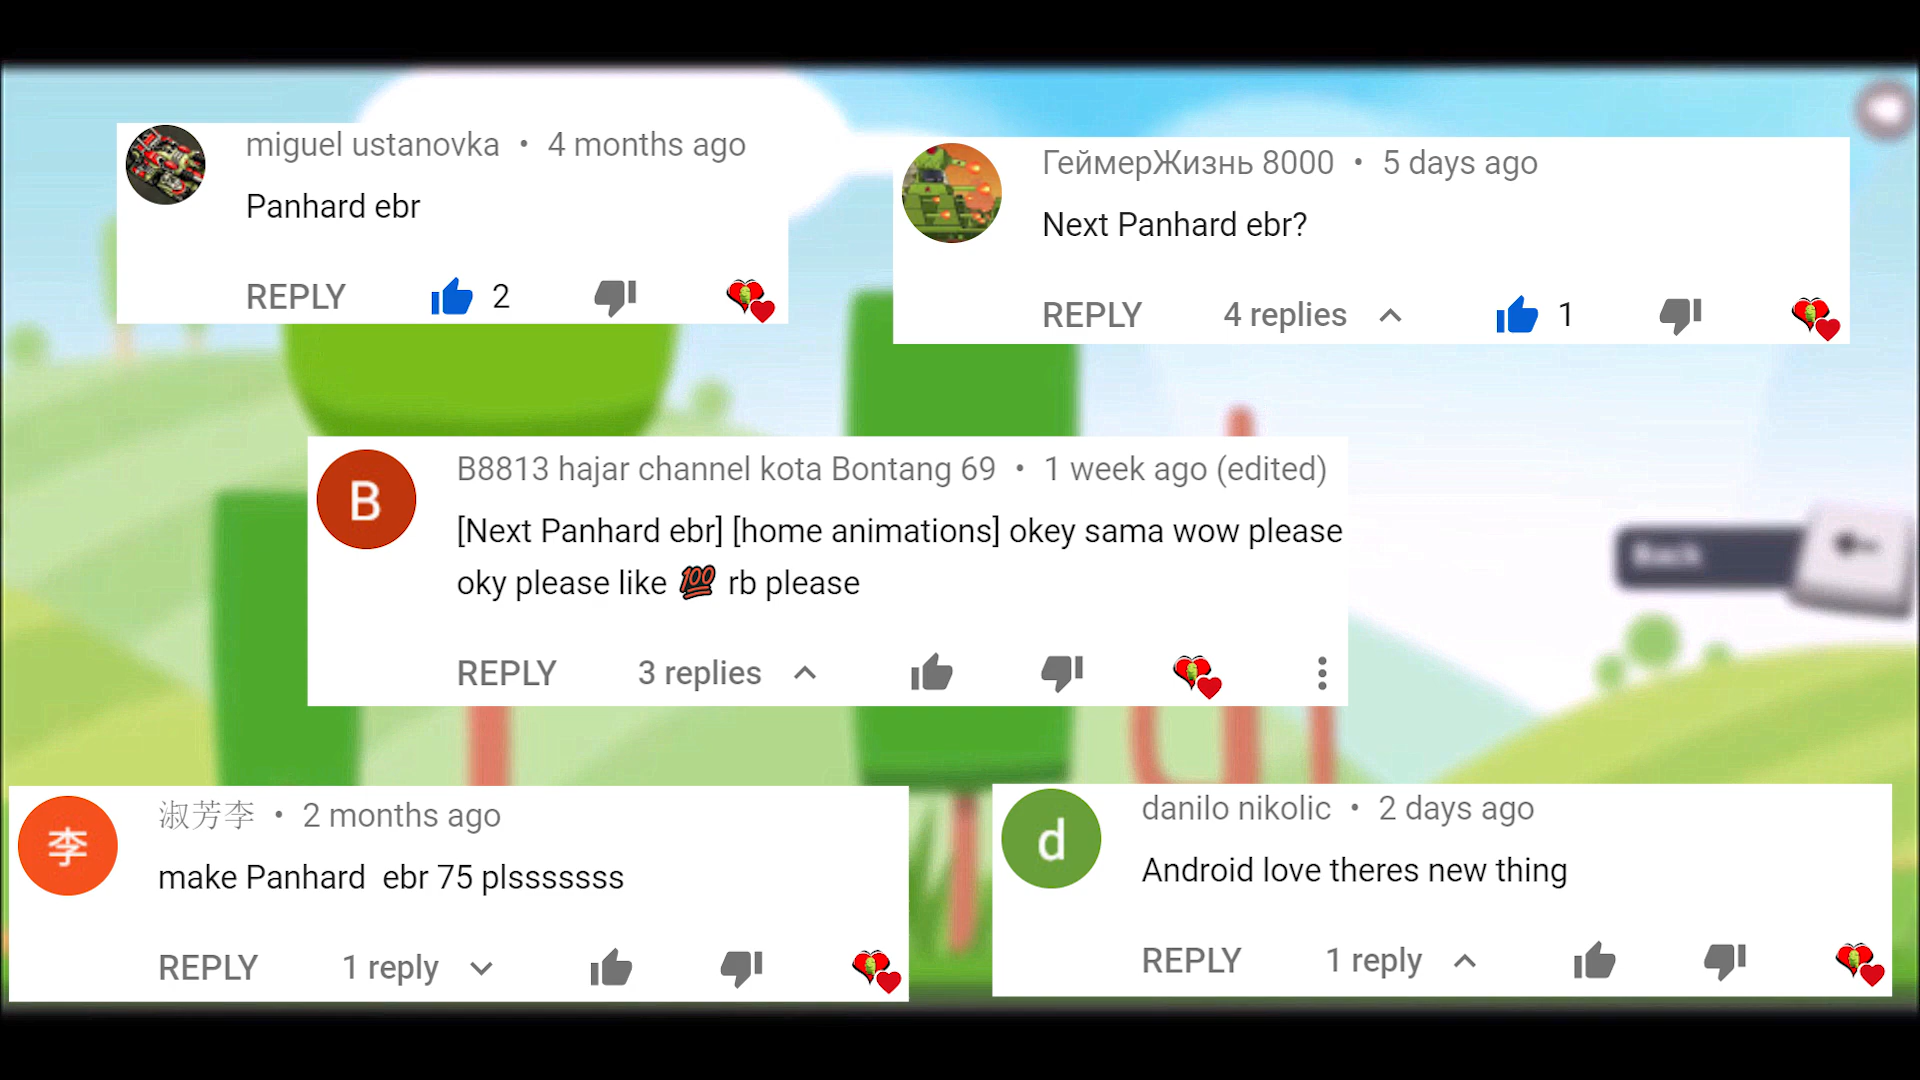 miguel ustanovka • 4 months ago
Panhard ebr
REPLY 2
ГеймерЖизнь 8000 • 5 days ago
Next Panhard ebr?
REPLY 4 replies 1
B
B8813 hajar channel kota Bontang 69 • 1 week ago (edited)
[Next Panhard ebr] [home animations] okey sama wow please
oky please like 💯 rb please
REPLY 3 replies
Back
李
淑芳李 • 2 months ago
make Panhard  ebr 75 plsssssss
REPLY 1 reply
d
danilo nikolic • 2 days ago
Android love theres new thing
REPLY 1 reply